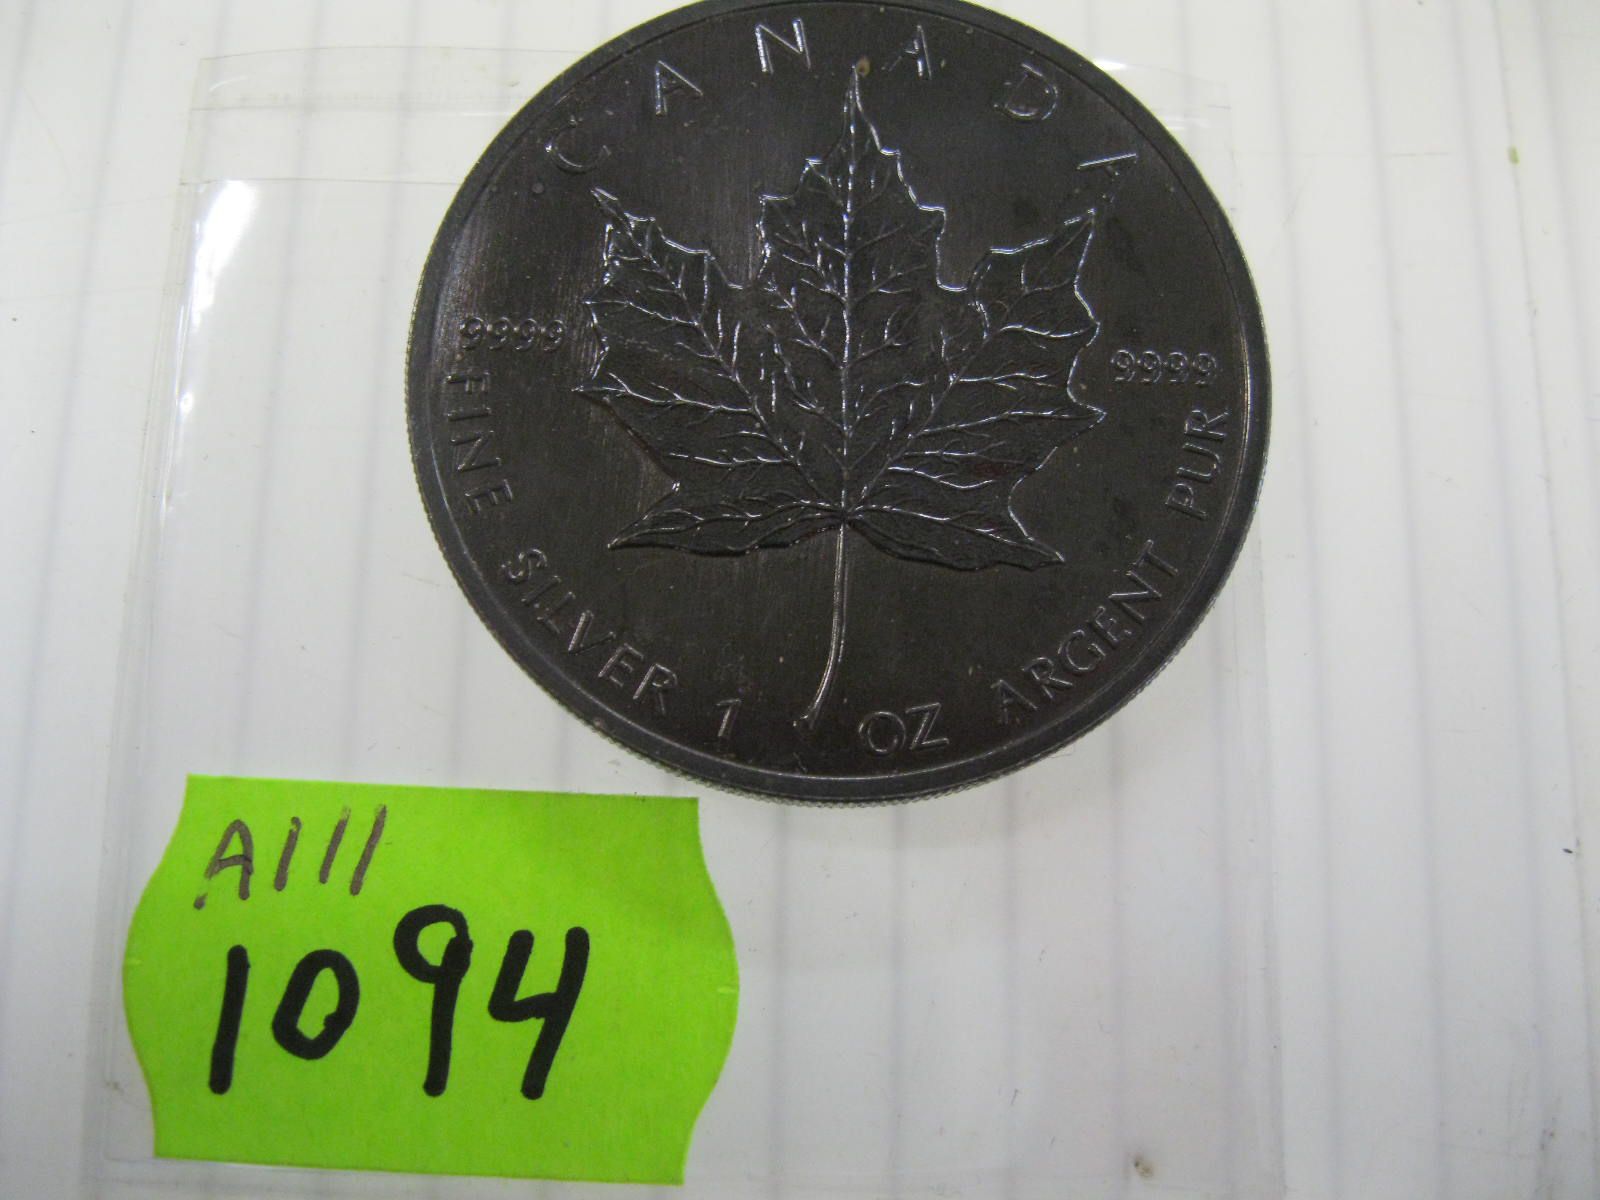 CANADA
9999
9999
FINE SILVER 1 OZ ARGENT PUR
A111
1094